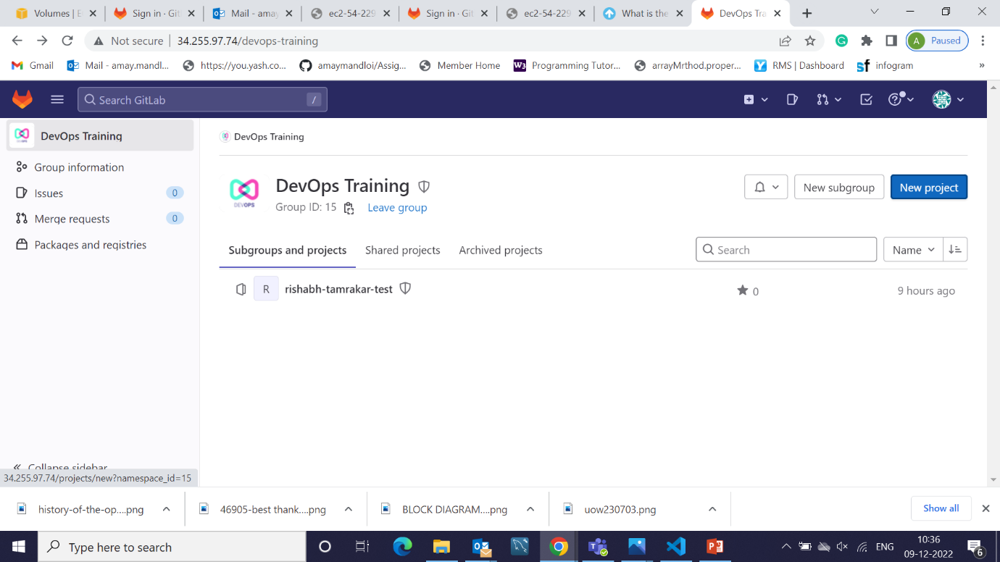 Volumes | E
Sign in · Git
Mail - amay
ec2-54-229
Sign in · Git
ec2-54-229
What is the
DevOps Tra
Not secure
34.255.97.74/devops-training
A
Paused
Gmail
Mail - amay.mandl...
https://you.yash.co...
amaymandloi/Assig...
Member Home
W3
Programming Tutor...
arrayMrthod.proper...
RMS | Dashboard
sf
infogram
»
Search GitLab
/
DevOps Training
Group information
Issues
0
Merge requests
0
Packages and registries
Collapse sidebar
34.255.97.74/projects/new?namespace_id=15
DevOps Training
DEVOPS
DevOps Training
Group ID: 15
Leave group
New subgroup
New project
Subgroups and projects
Shared projects
Archived projects
Search
Name
R
rishabh-tamrakar-test
0
9 hours ago
history-of-the-op....png
46905-best thank....png
BLOCK DIAGRAM....png
uow230703.png
Show all
Type here to search
ENG
10:36
09-12-2022
6